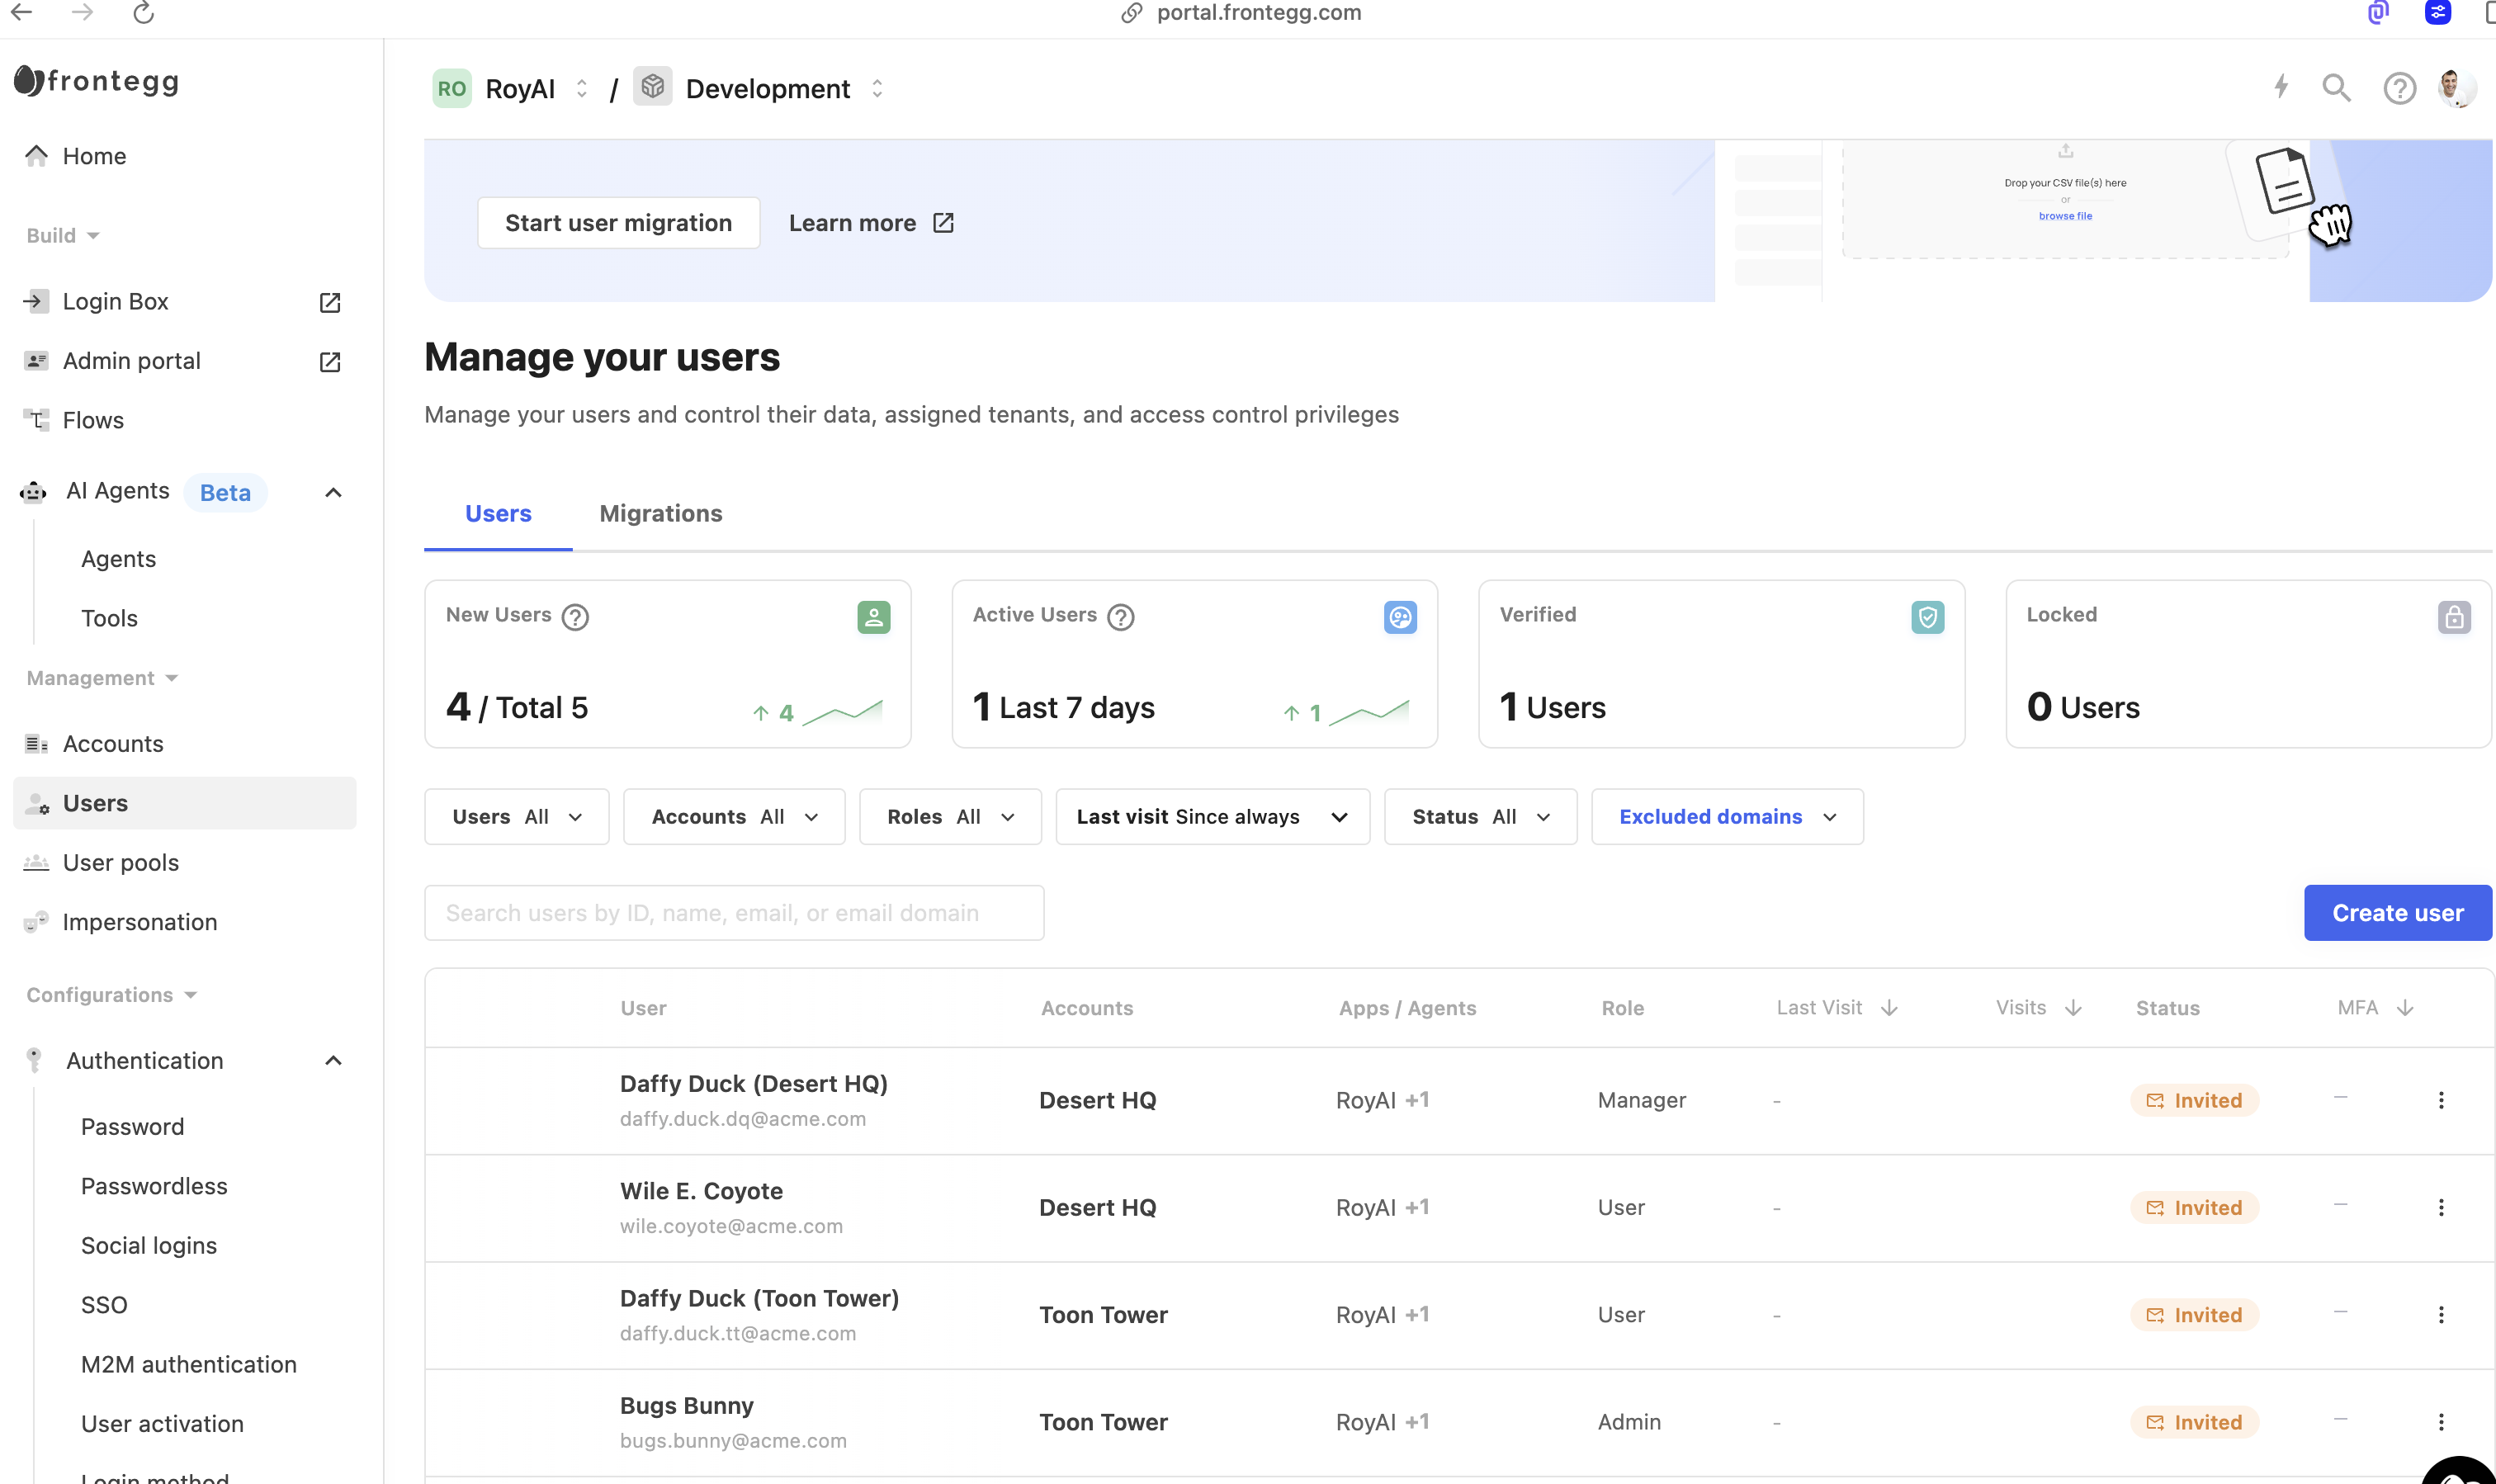 portal.frontegg.com
frontegg
RO RoyAI / Development
Home
Build
Login Box
Admin portal
Flows
AI Agents Beta
Agents
Tools
Management
Accounts
Users
User pools
Impersonation
Configurations
Authentication
Password
Passwordless
Social logins
SSO
M2M authentication
User activation
Login method
Start user migration Learn more
Drop your CSV file(s) here
or
browse file
Manage your users
Manage your users and control their data, assigned tenants, and access control privileges
Users Migrations
New Users ?
4 / Total 5 ↑ 4
Active Users ?
1 Last 7 days ↑ 1
Verified
1 Users
Locked
0 Users
Users All Accounts All Roles All Last visit Since always Status All Excluded domains
Search users by ID, name, email, or email domain
Create user
User Accounts Apps / Agents Role Last Visit ↓ Visits ↓ Status MFA ↓
Daffy Duck (Desert HQ)
daffy.duck.dq@acme.com
Desert HQ RoyAI +1 Manager - Invited —
Wile E. Coyote
wile.coyote@acme.com
Desert HQ RoyAI +1 User - Invited —
Daffy Duck (Toon Tower)
daffy.duck.tt@acme.com
Toon Tower RoyAI +1 User - Invited —
Bugs Bunny
bugs.bunny@acme.com
Toon Tower RoyAI +1 Admin - Invited —